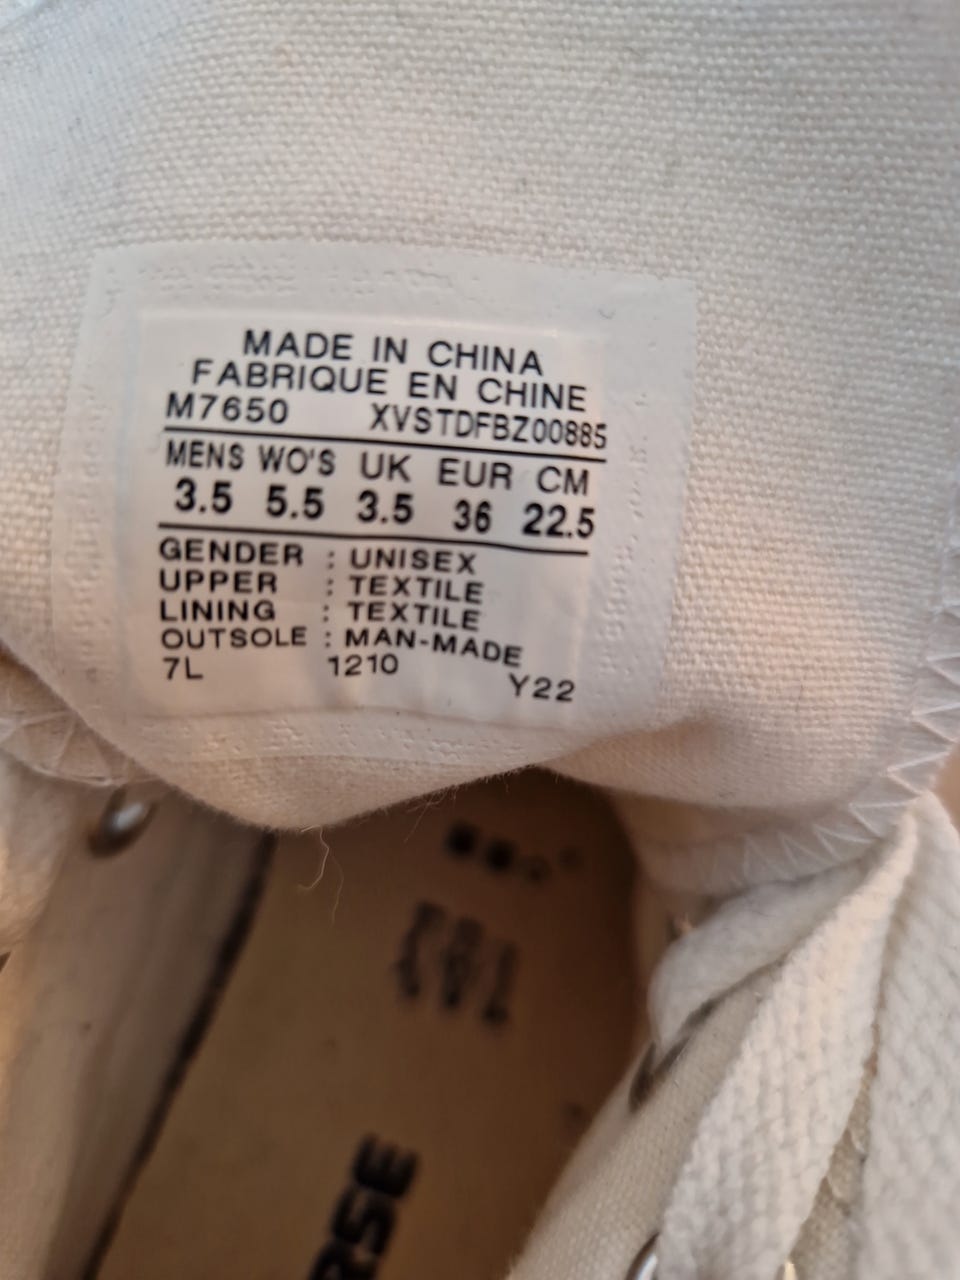 MADE IN CHINA
FABRIQUE EN CHINE
M7650 XVSTDFBZ00885
MENS WO'S UK EUR CM
3.5 5.5 3.5 36 22.5
GENDER : UNISEX
UPPER : TEXTILE
LINING : TEXTILE
OUTSOLE : MAN-MADE
7L 1210 Y22
RSE